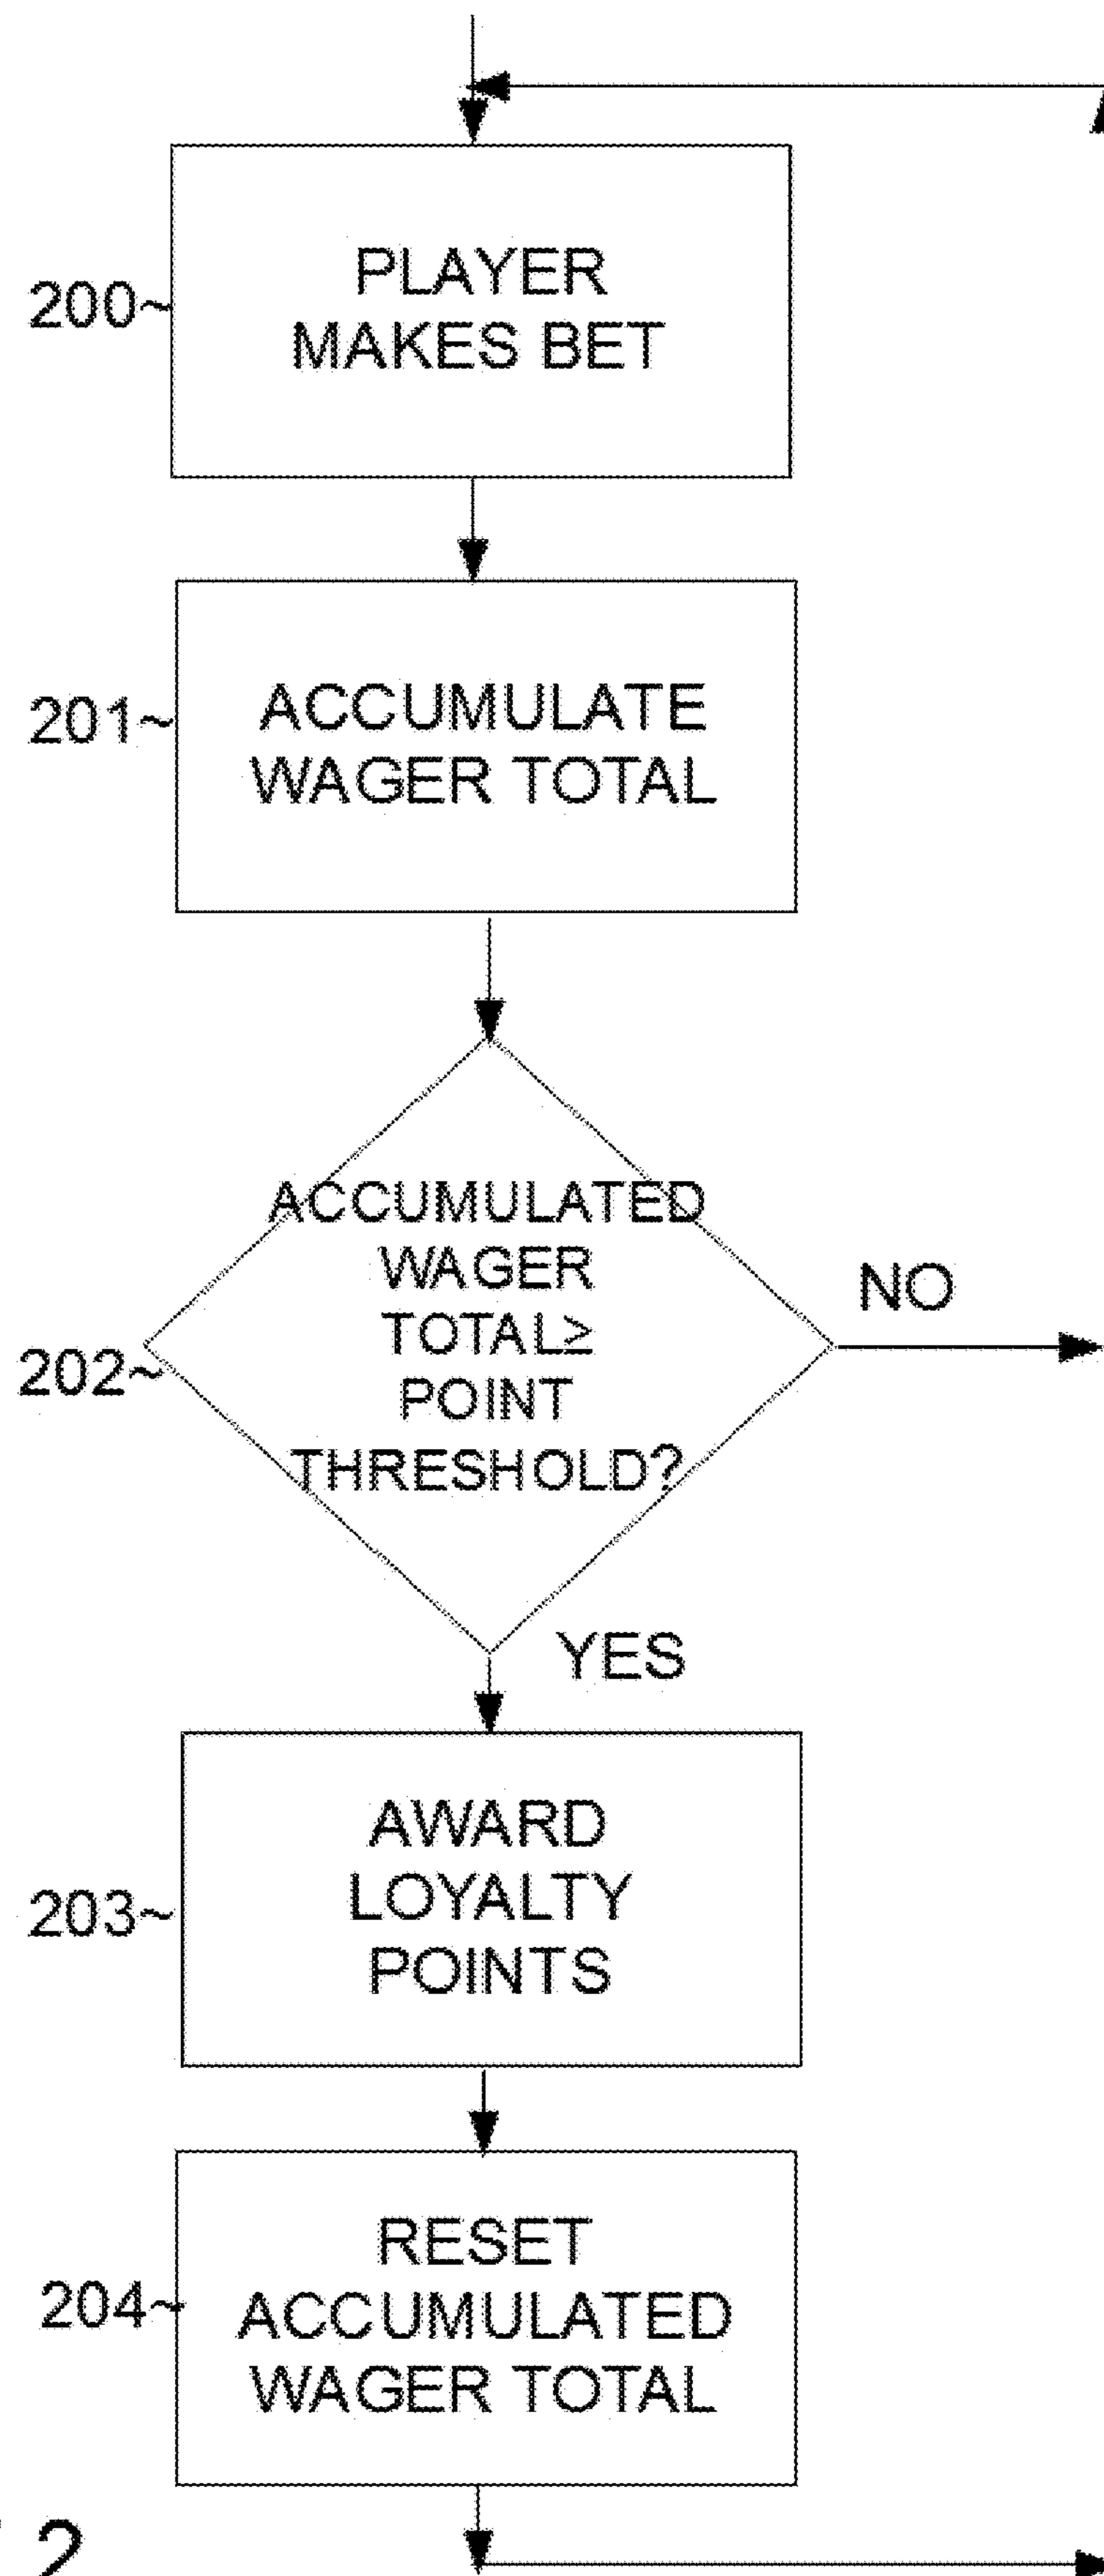 200~
PLAYER
MAKES BET
201~
ACCUMULATE
WAGER TOTAL
ACCUMULATED
WAGER
TOTAL≥
POINT
THRESHOLD?
202~
NO
YES
203~
AWARD
LOYALTY
POINTS
204~
RESET
ACCUMULATED
WAGER TOTAL
2